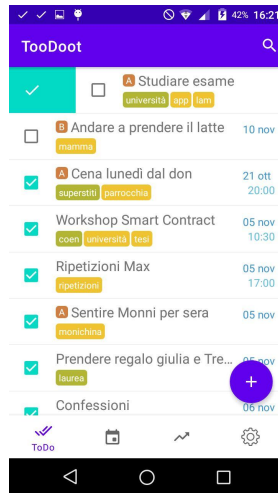 42% 16:21
TooDoot
A Studiare esame
università app lam
B Andare a prendere il latte 10 nov
mamma
A Cena lunedì dal don 21 ott
superstiti parrocchia 20:00
Workshop Smart Contract 05 nov
coen università tesi 10:30
Ripetizioni Max 05 nov
ripetizioni 17:00
A Sentire Monni per sera 05 nov
monichina
Prendere regalo giulia e Tre... 05 nov
laurea
+
Confessioni 06 nov
ToDo